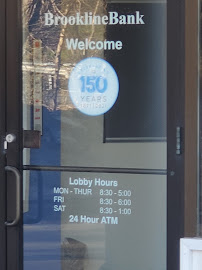 BrooklineBank
Welcome
150
YEARS
Lobby Hours
MON - THUR 8:30 - 5:00
FRI 8:30 - 6:00
SAT 8:30 - 1:00
24 Hour ATM